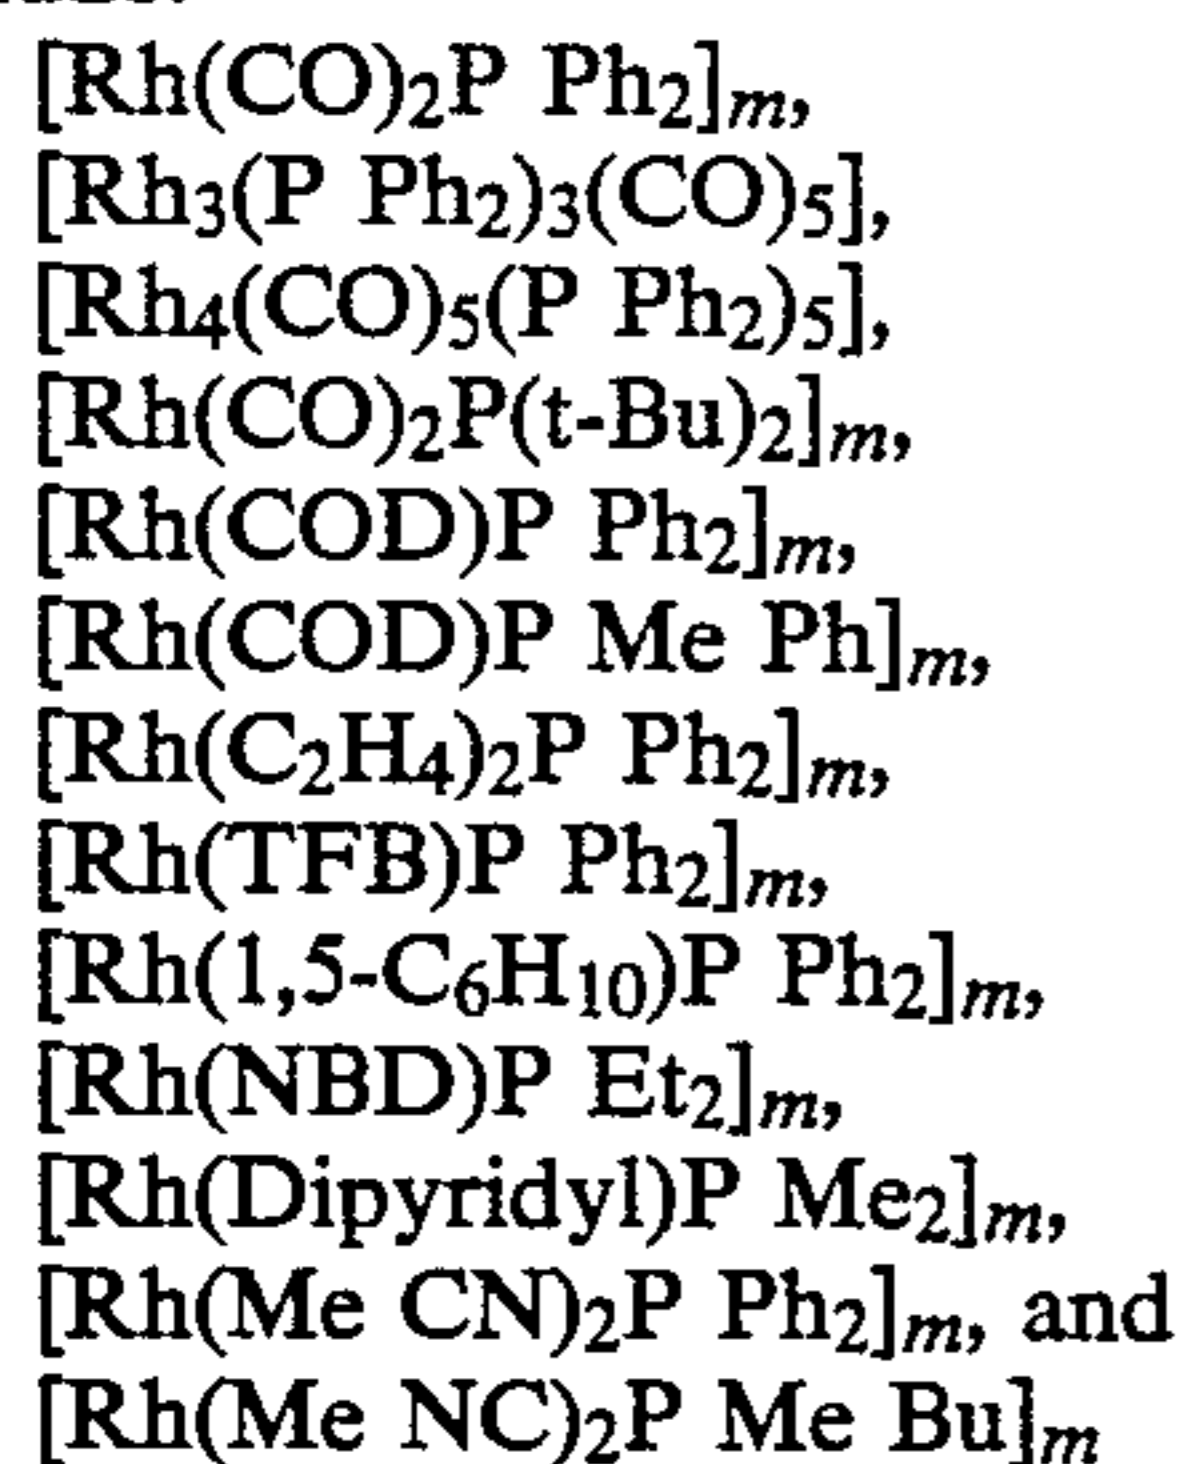 [Rh(CO)₂P Ph₂]ₘ,
[Rh₃(P Ph₂)₃(CO)₅],
[Rh₄(CO)₅(P Ph₂)₅],
[Rh(CO)₂P(t-Bu)₂]ₘ,
[Rh(COD)P Ph₂]ₘ,
[Rh(COD)P Me Ph]ₘ,
[Rh(C₂H₄)₂P Ph₂]ₘ,
[Rh(TFB)P Ph₂]ₘ,
[Rh(1,5-C₆H₁₀)P Ph₂]ₘ,
[Rh(NBD)P Et₂]ₘ,
[Rh(Dipyridyl)P Me₂]ₘ,
[Rh(Me CN)₂P Ph₂]ₘ, and
[Rh(Me NC)₂P Me Bu]ₘ